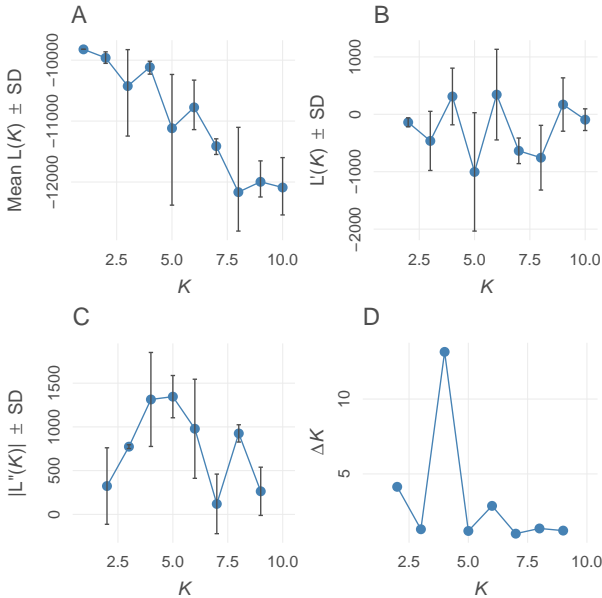 A
Mean L(K) ± SD
−10000
−11000
−12000
2.5 5.0 7.5 10.0
K
B
L'(K) ± SD
1000
0
−1000
−2000
2.5 5.0 7.5 10.0
K
C
|L"(K)| ± SD
1500
1000
500
0
2.5 5.0 7.5 10.0
K
D
ΔK
10
5
2.5 5.0 7.5 10.0
K